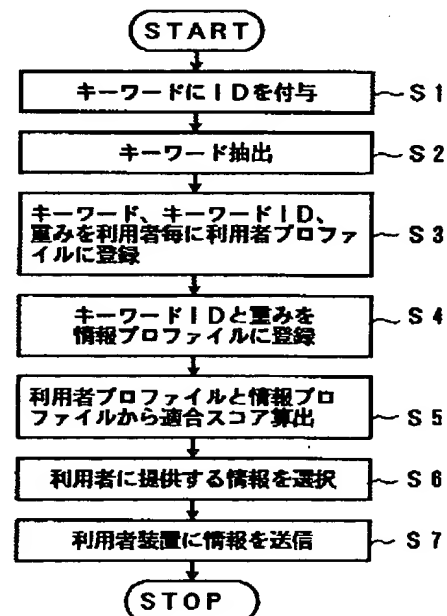 START
キーワードにIDを付与
S1
キーワード抽出
S2
キーワード、キーワードID、
重みを利用者毎に利用者プロファ
イルに登録
S3
キーワードIDと重みを
情報プロファイルに登録
S4
利用者プロファイルと情報プロ
ファイルから適合スコア算出
S5
利用者に提供する情報を選択
S6
利用者装置に情報を送信
S7
STOP